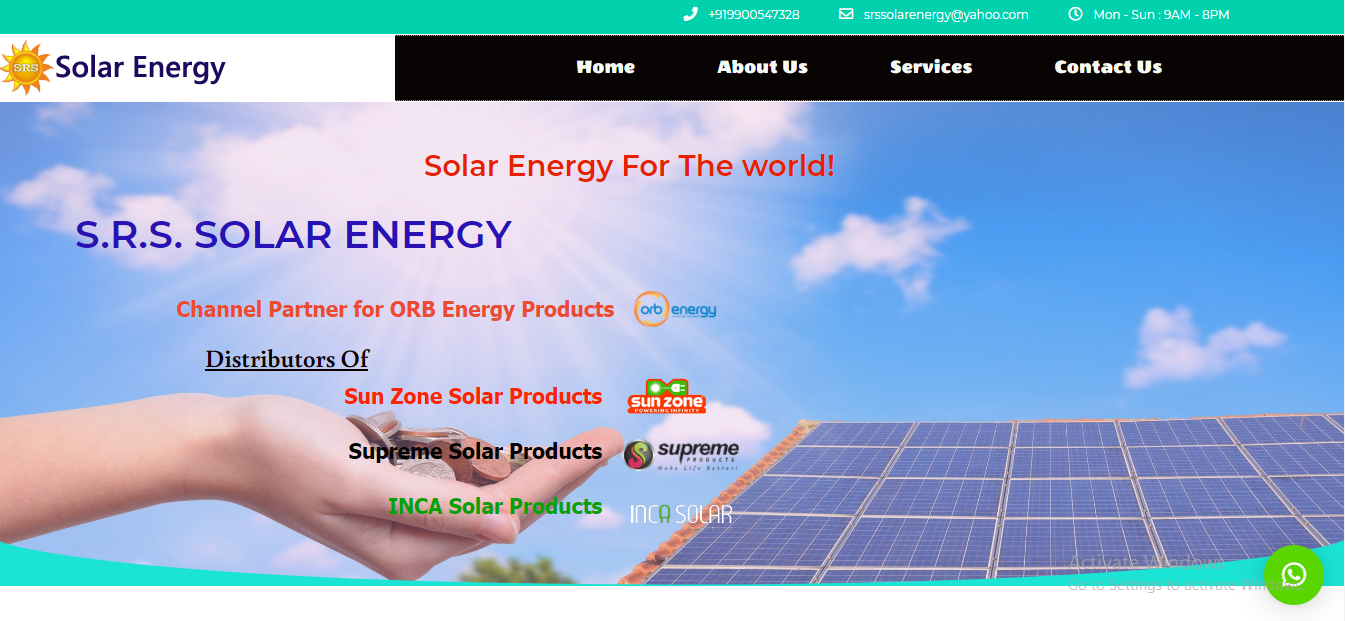 +919900547328 srssolarenergy@yahoo.com Mon - Sun : 9AM - 8PM
SRS Solar Energy
Home About Us Services Contact Us
Solar Energy For The world!
S.R.S. SOLAR ENERGY
Channel Partner for ORB Energy Products orb energy
Distributors Of
Sun Zone Solar Products sun zone
POWERING INFINITY
Supreme Solar Products supreme
PRODUCTS
Make Life Better!
INCA Solar Products INCA SOLAR
Activate Windows
Go to Settings to activate Windows.